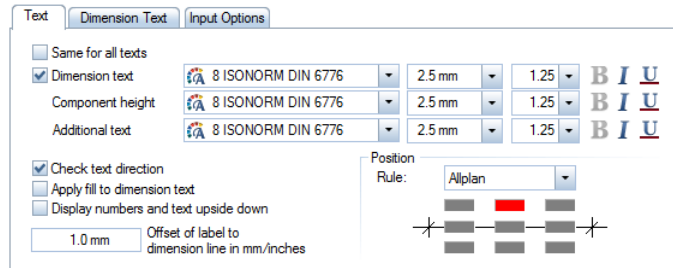 Text Dimension Text Input Options
Same for all texts
Dimension text 8 ISONORM DIN 6776 2.5 mm 1.25 B I U
Component height 8 ISONORM DIN 6776 2.5 mm 1.25
Additional text 8 ISONORM DIN 6776 2.5 mm 1.25 B I U
Check text direction
Apply fill to dimension text
Display numbers and text upside down
1.0 mm Offset of label to
dimension line in mm/inches
Position
Rule: Allplan